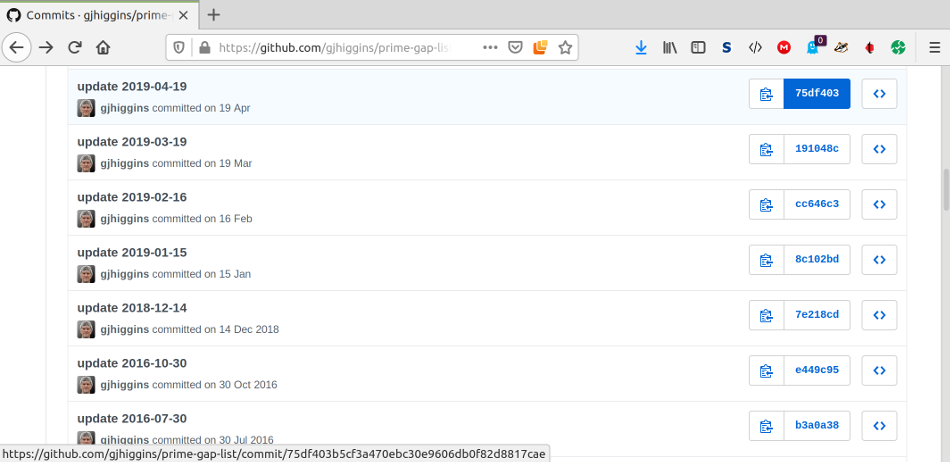 Commits · gjhiggins/prime-
https://github.com/gjhiggins/prime-gap-lis
S
M
0
update 2019-04-19
gjhiggins committed on 19 Apr
75df403
update 2019-03-19
gjhiggins committed on 19 Mar
191048c
update 2019-02-16
gjhiggins committed on 16 Feb
cc646c3
update 2019-01-15
gjhiggins committed on 15 Jan
8c102bd
update 2018-12-14
gjhiggins committed on 14 Dec 2018
7e218cd
update 2016-10-30
gjhiggins committed on 30 Oct 2016
e449c95
update 2016-07-30
gjhiggins committed on 30 Jul 2016
b3a0a38
https://github.com/gjhiggins/prime-gap-list/commit/75df403b5cf3a470ebc30e9606db0f82d8817cae